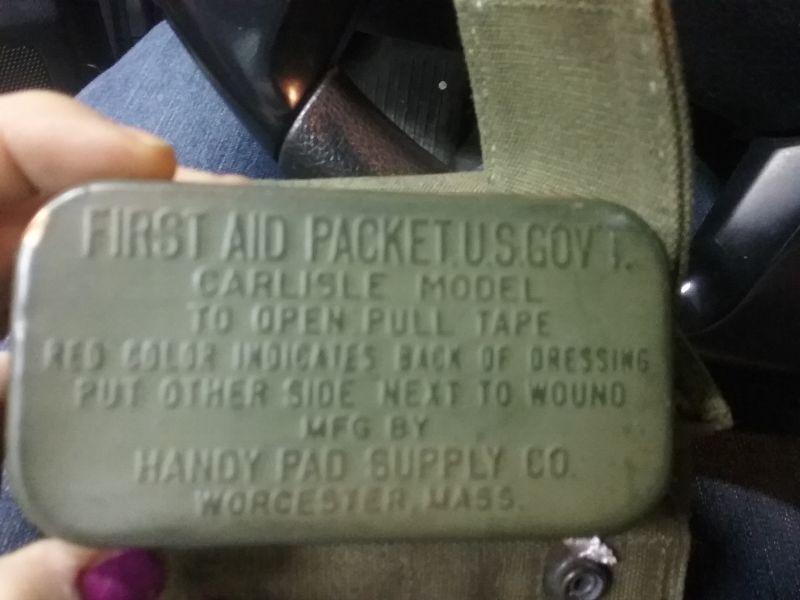 FIRST AID PACKET.U.S.GOV'T.
CARLISLE MODEL
TO OPEN PULL TAPE
RED COLOR INDICATES BACK OF DRESSING
PUT OTHER SIDE NEXT TO WOUND
MFG BY
HANDY PAD SUPPLY CO.
WORCESTER, MASS.